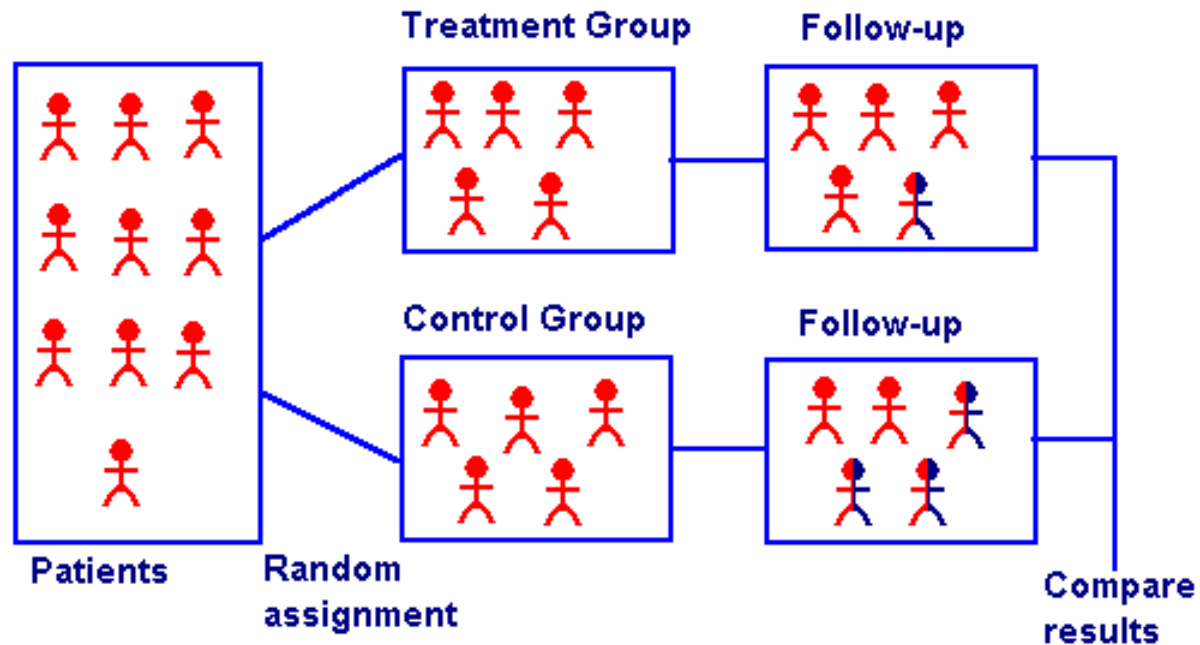 Treatment Group
Follow-up
Control Group
Follow-up
Patients
Random
assignment
Compare
results